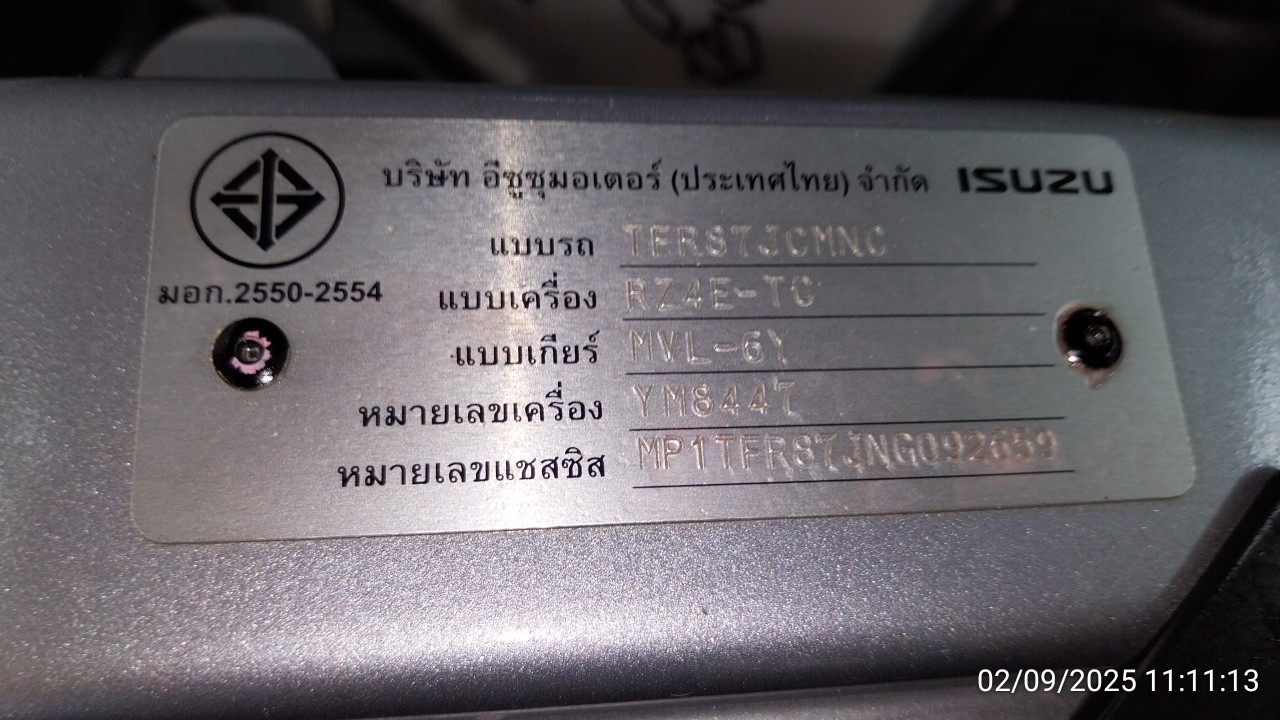 บริษัท อีซูซุมอเตอร์ (ประเทศไทย) จำกัด ISUZU
แบบรถ TFR87JCMNC
มอก.2550-2554
แบบเครื่อง RZ4E-TC
แบบเกียร์ MVL-6Y
หมายเลขเครื่อง YM8447
หมายเลขแชสซิส MP1TFR87JNG092659
02/09/2025 11:11:13